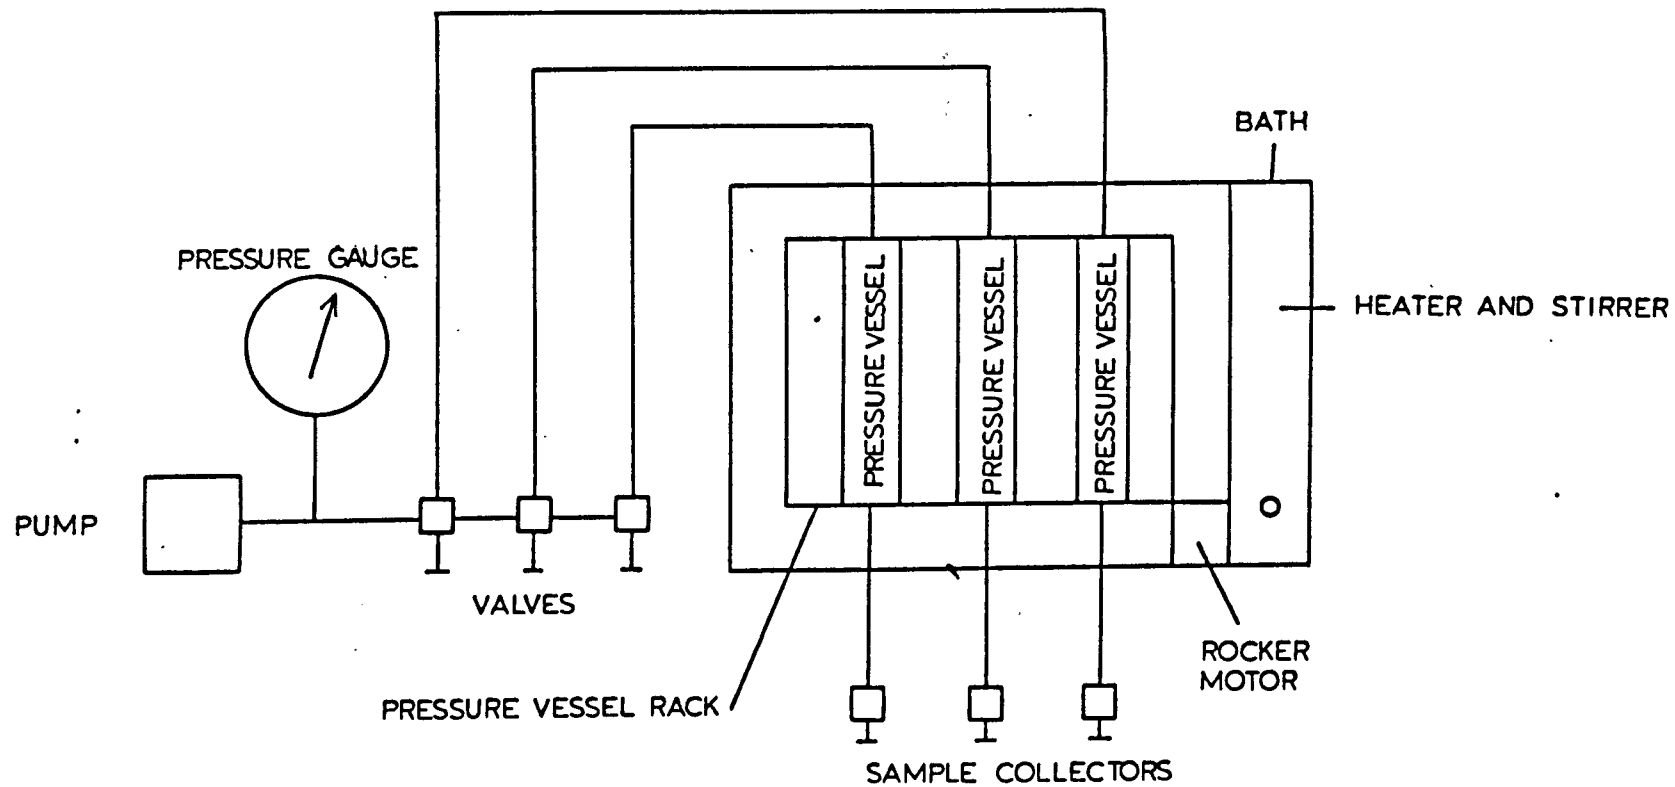 BATH
PRESSURE GAUGE
HEATER AND STIRRER
PRESSURE VESSEL
PRESSURE VESSEL
PRESSURE VESSEL
PUMP
VALVES
ROCKER
MOTOR
PRESSURE VESSEL RACK
SAMPLE COLLECTORS